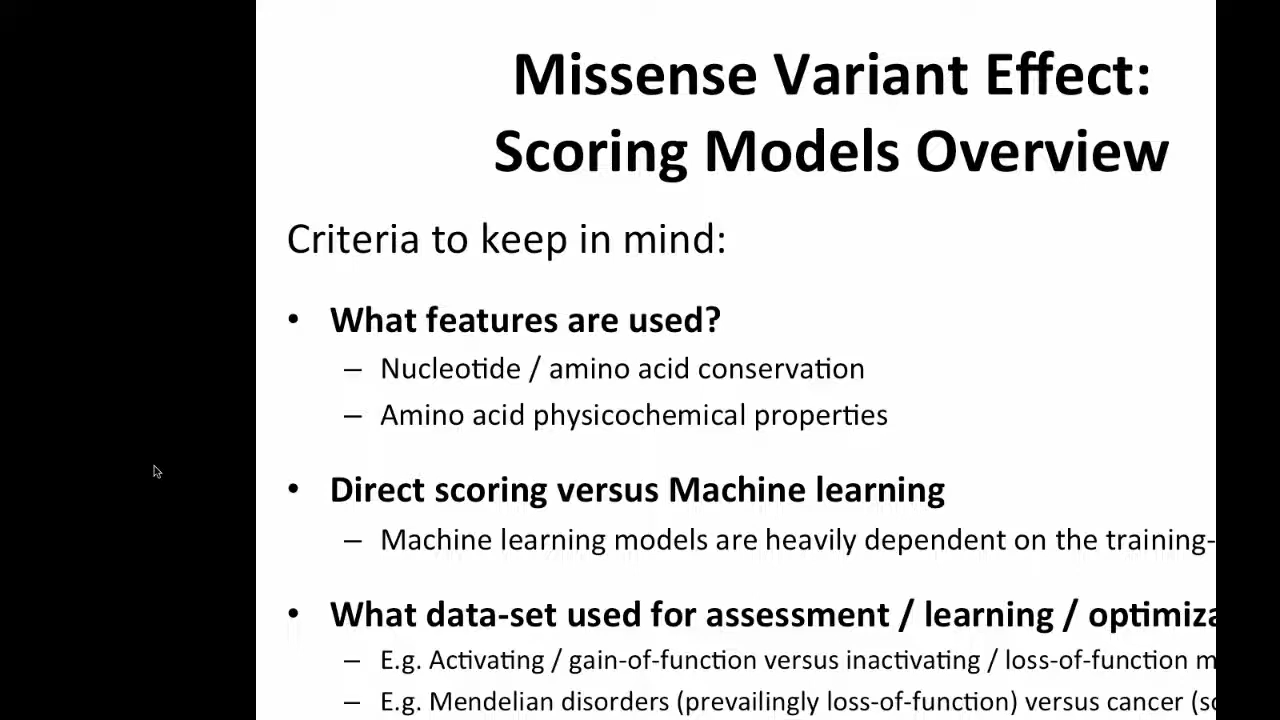 Missense Variant Effect:
Scoring Models Overview
Criteria to keep in mind:
• What features are used?
– Nucleotide / amino acid conservation
– Amino acid physicochemical properties
• Direct scoring versus Machine learning
– Machine learning models are heavily dependent on the training-
• What data-set used for assessment / learning /
– E.g. Activating / gain-of-function versus inactivating / loss-of-function
– E.g. Mendelian disorders (prevailingly loss-of-function) versus cancer